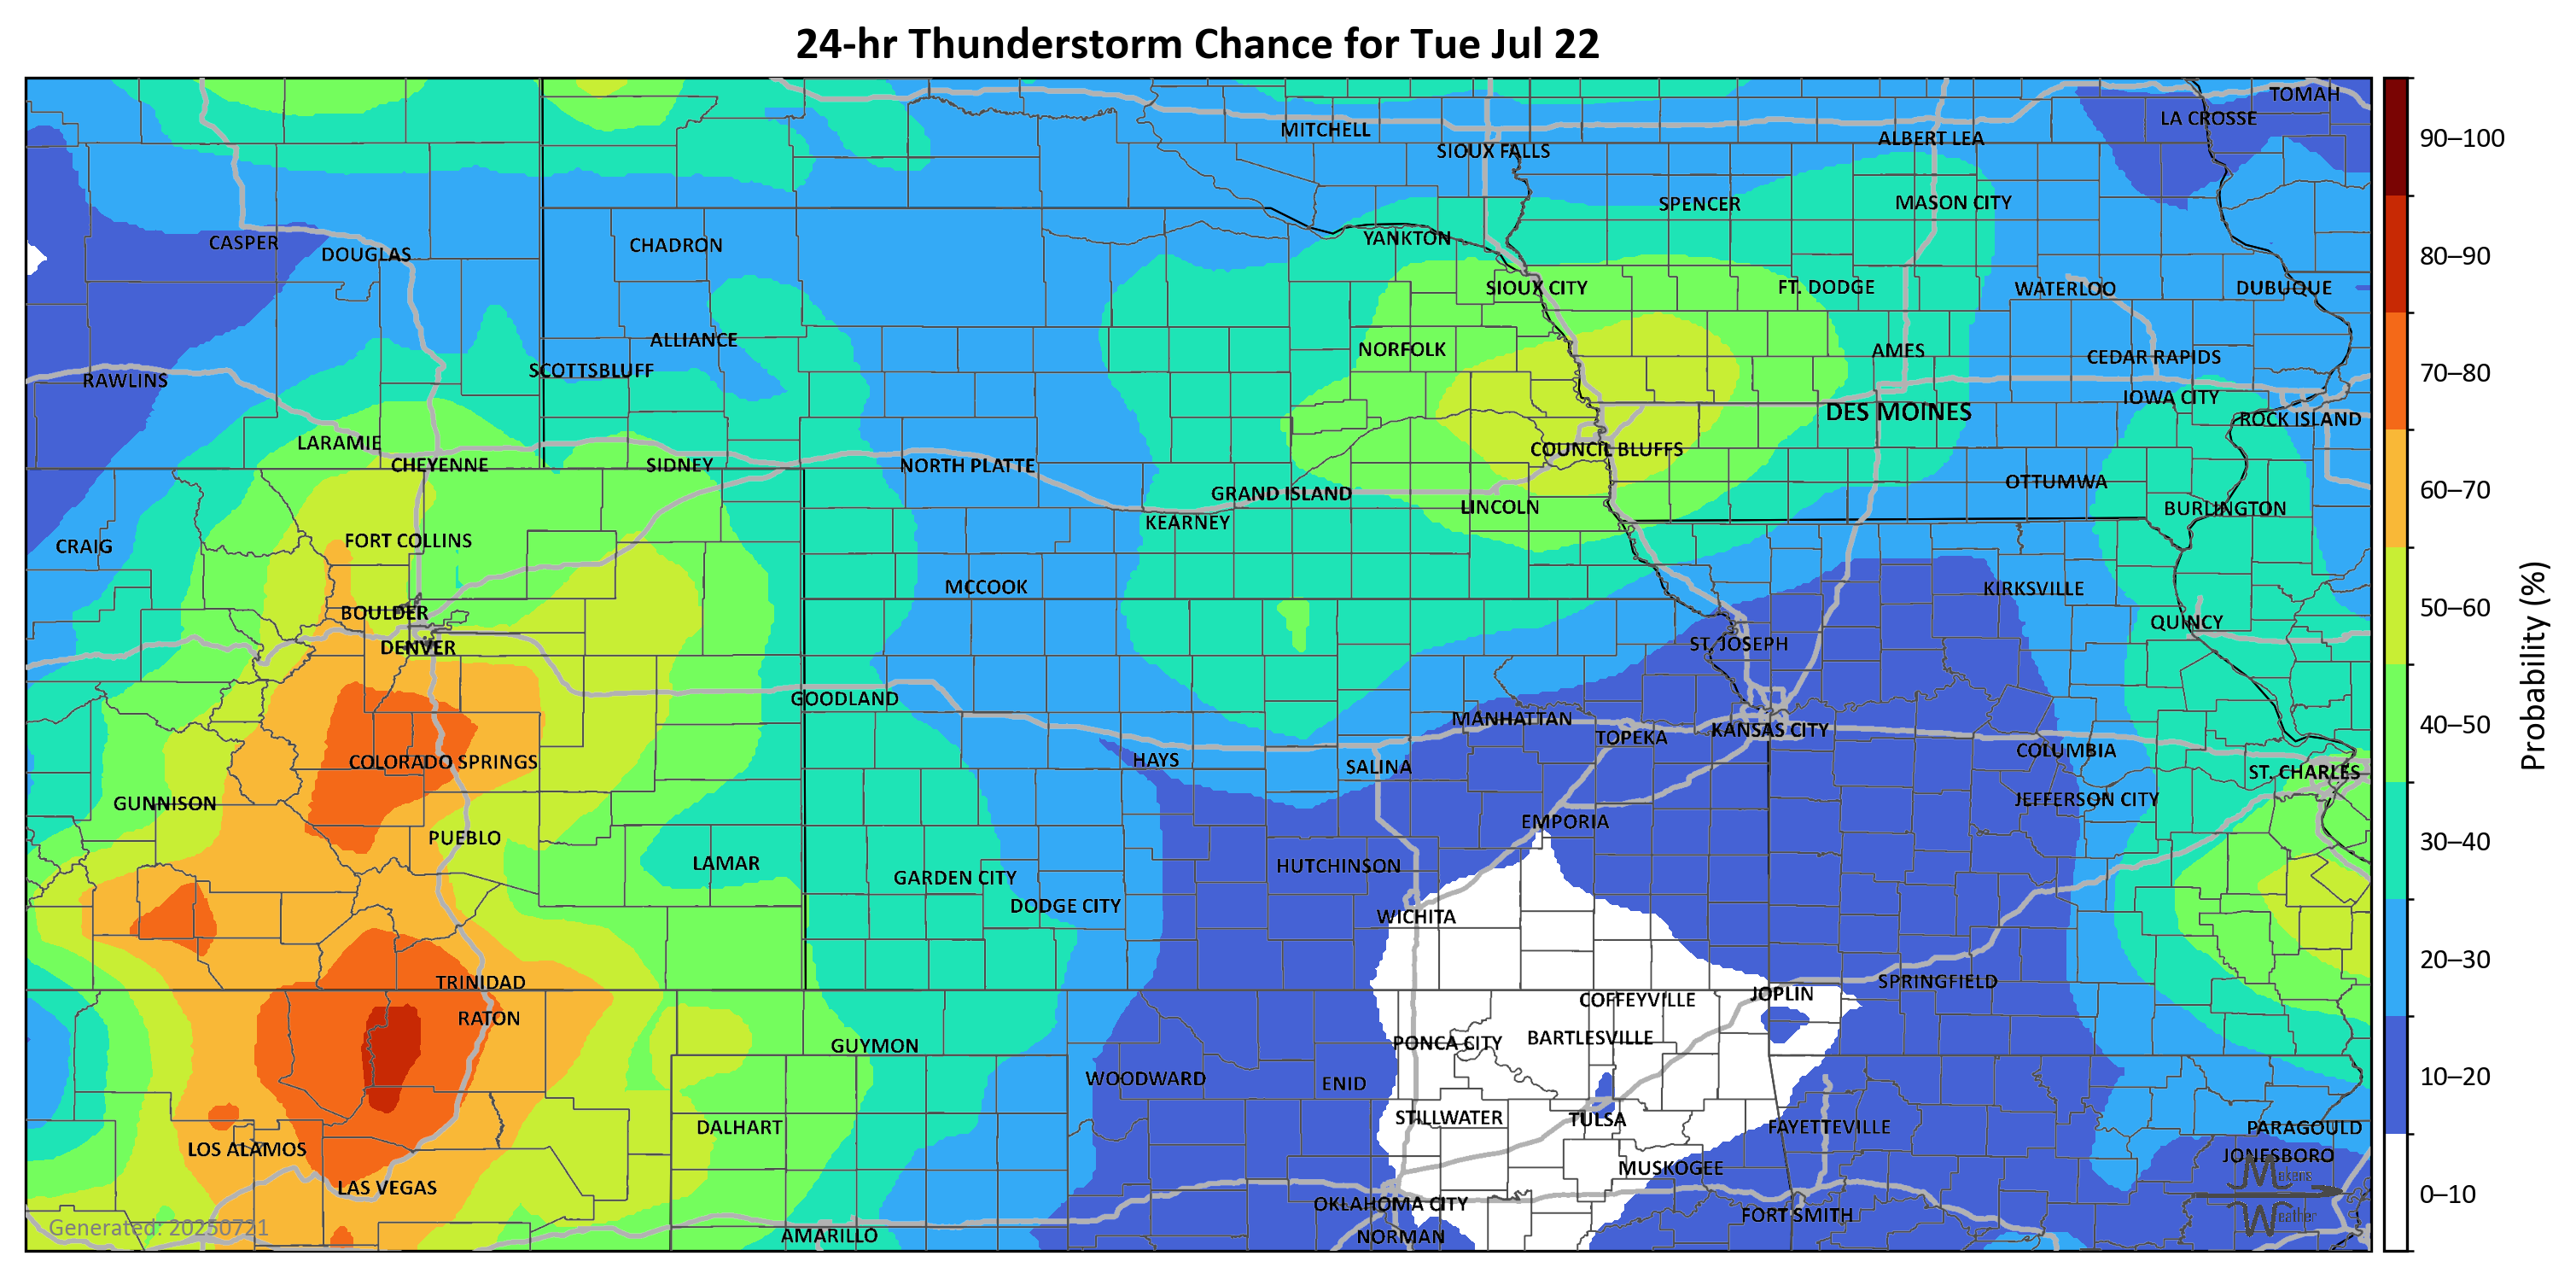 24-hr Thunderstorm Chance for Tue Jul 22
TOMAH
LA CROSSE
MITCHELL
ALBERT LEA
90–100
SIOUX FALLS
MASON CITY
SPENCER
YANKTON
CASPER
CHADRON
DOUGLAS
80–90
SIOUX CITY
FT. DODGE
WATERLOO
DUBUQUE
ALLIANCE
NORFOLK
AMES
CEDAR RAPIDS
SCOTTSBLUFF
70–80
RAWLINS
IOWA CITY
DES MOINES
ROCK ISLAND
LARAMIE
COUNCIL BLUFFS
CHEYENNE
SIDNEY
NORTH PLATTE
OTTUMWA
60–70
GRAND ISLAND
LINCOLN
BURLINGTON
KEARNEY
FORT COLLINS
CRAIG
MCCOOK
KIRKSVILLE
50–60
BOULDER
QUINCY
DENVER
ST. JOSEPH
Probability (%)
GOODLAND
MANHATTAN
40–50
KANSAS CITY
TOPEKA
COLUMBIA
COLORADO SPRINGS
HAYS
SALINA
ST. CHARLES
GUNNISON
JEFFERSON CITY
EMPORIA
PUEBLO
30–40
LAMAR
HUTCHINSON
GARDEN CITY
DODGE CITY
WICHITA
20–30
TRINIDAD
SPRINGFIELD
JOPLIN
COFFEYVILLE
RATON
BARTLESVILLE
PONCA CITY
GUYMON
10–20
WOODWARD
ENID
STILLWATER
TULSA
DALHART
FAYETTEVILLE
PARAGOULD
LOS ALAMOS
JONESBORO
MUSKOGEE
Makens
LAS VEGAS
0–10
OKLAHOMA CITY
FORT SMITH
Weather
Generated: 20250721
AMARILLO
NORMAN